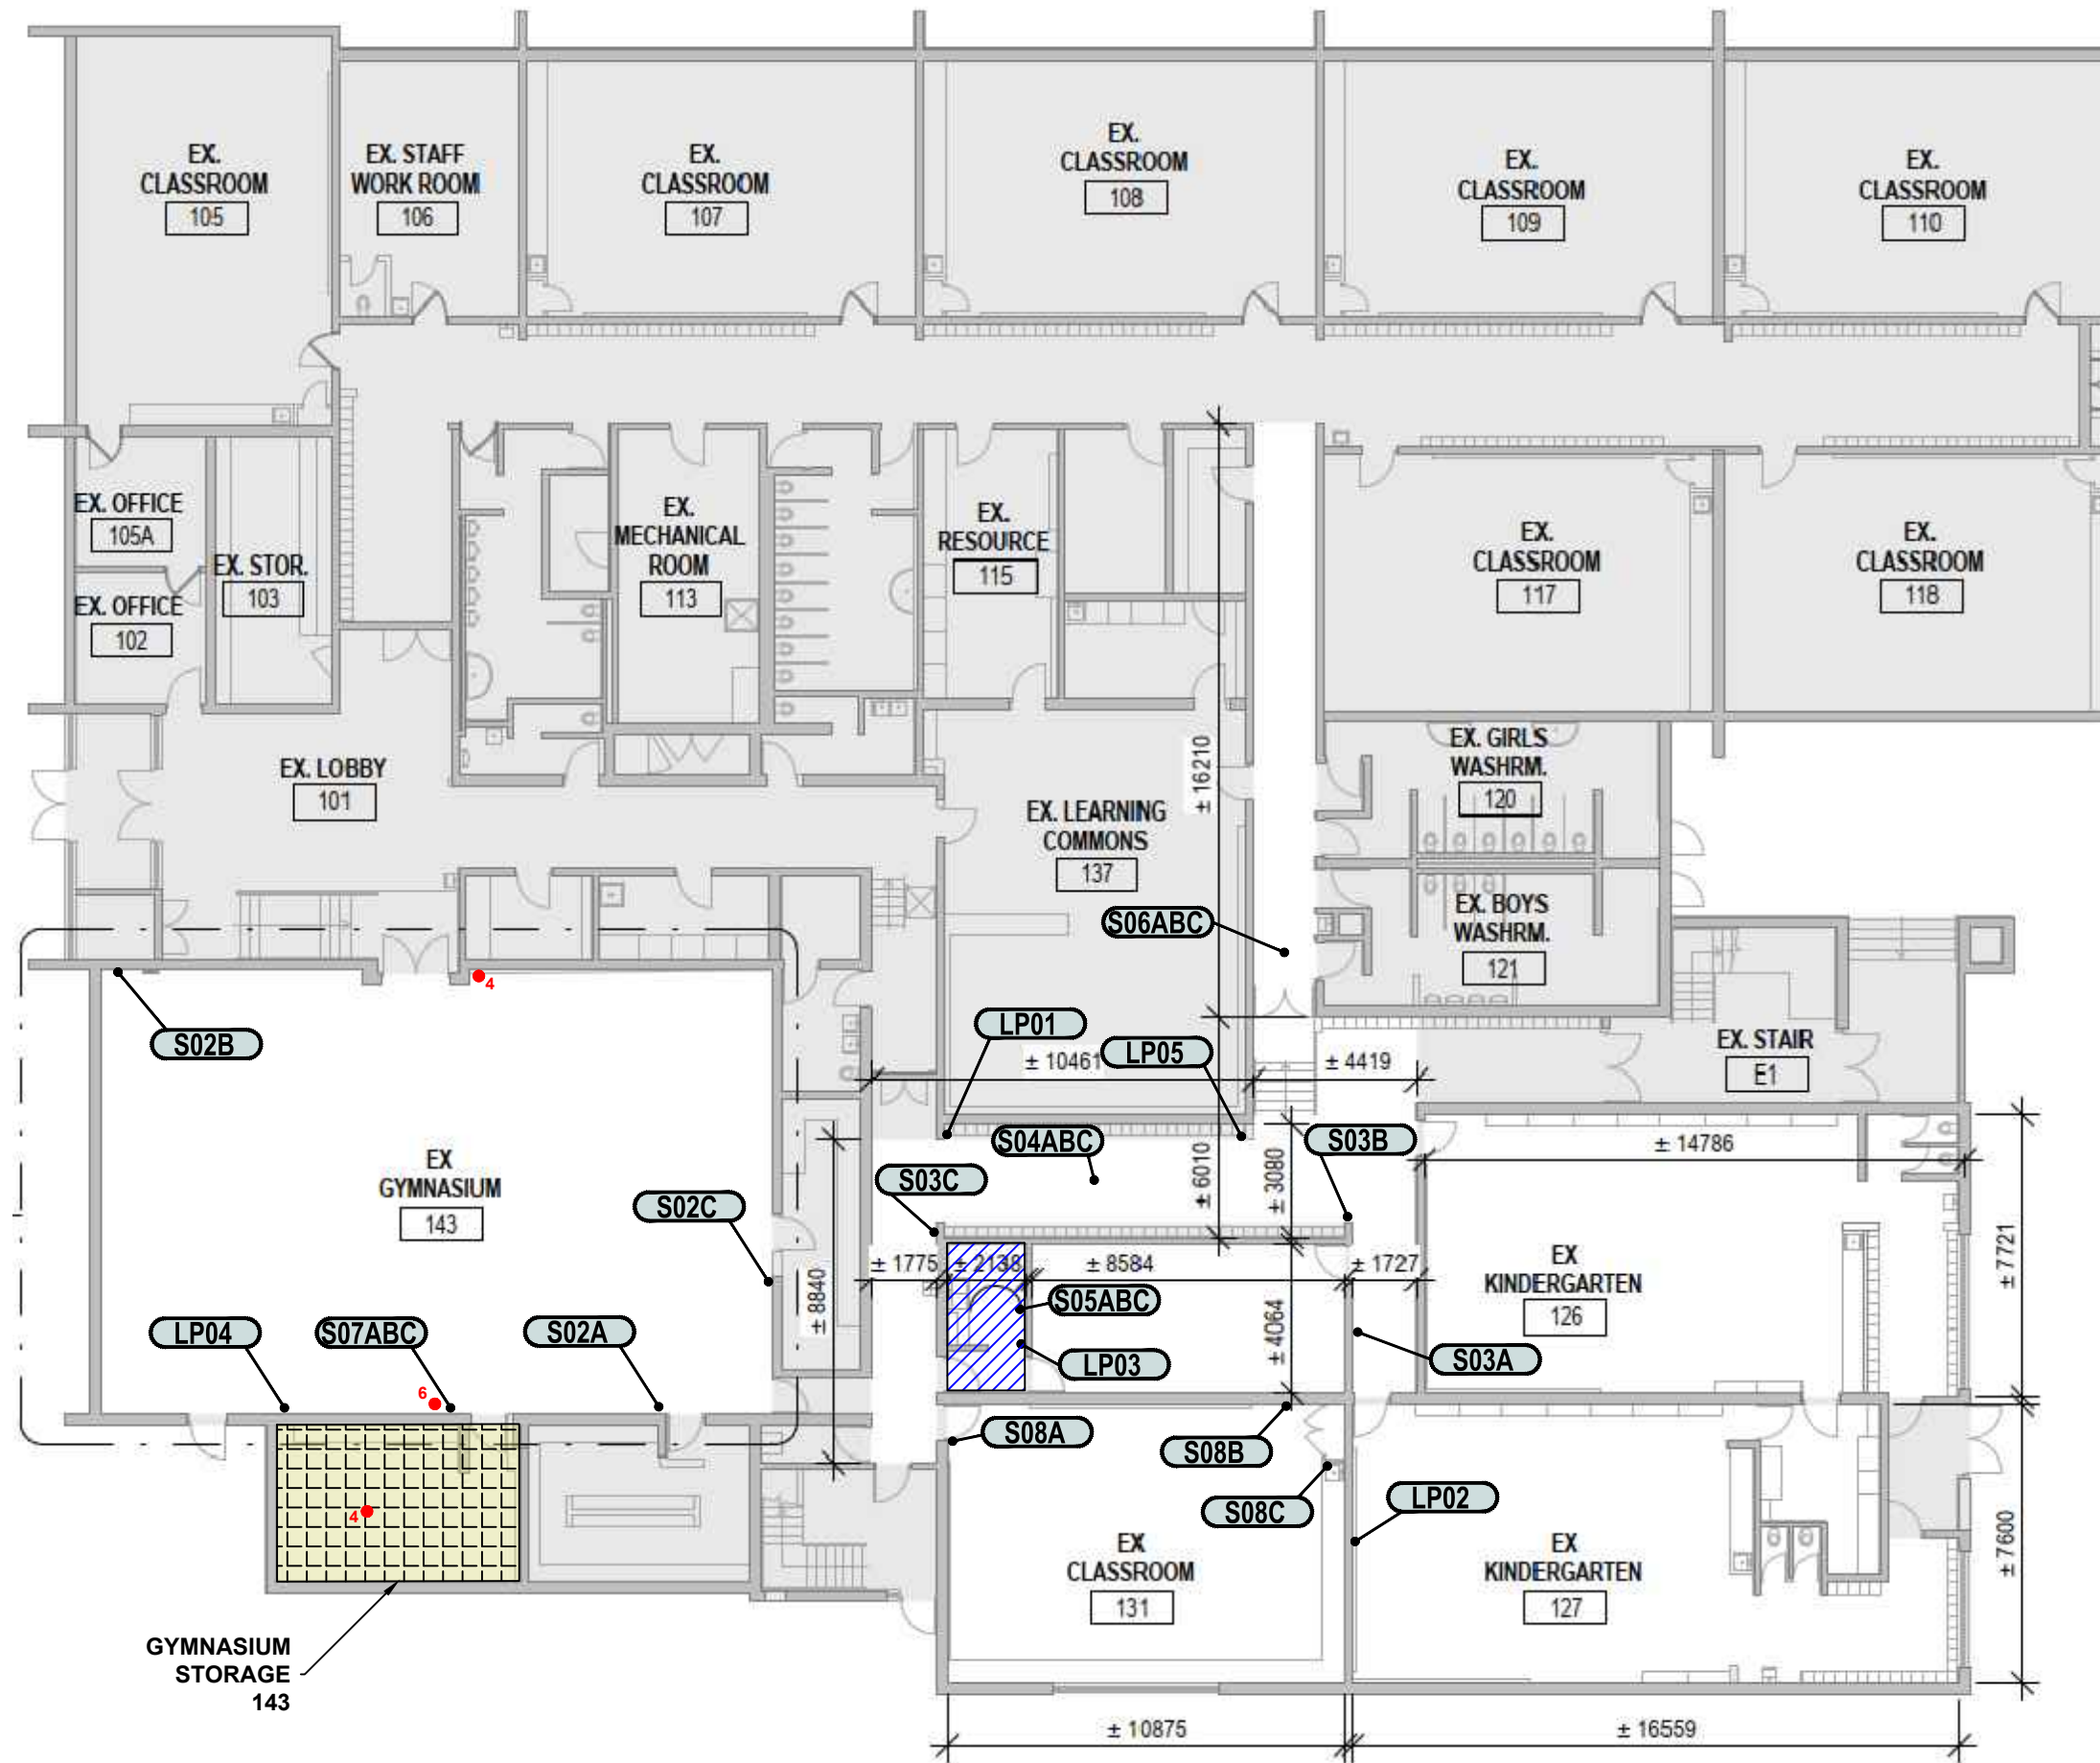 EX.
CLASSROOM
105
EX. STAFF
WORK ROOM
106
EX.
CLASSROOM
107
EX.
CLASSROOM
108
EX.
CLASSROOM
109
EX.
CLASSROOM
110
EX. OFFICE
105A
EX. OFFICE
102
EX. STOR.
103
EX.
MECHANICAL
ROOM
113
EX.
RESOURCE
115
EX.
CLASSROOM
117
EX.
CLASSROOM
118
EX. LOBBY
101
± 16210
EX. LEARNING
COMMONS
137
EX. GIRLS
WASHRM.
120
EX. BOYS
WASHRM.
121
S06ABC
4
S02B
LP01
± 10461
LP05
± 4419
EX. STAIR
E1
EX
GYMNASIUM
143
S02C
± 8840
S04ABC
S03C
± 6010
± 3080
S03B
± 14786
± 7721
± 1775
± 2138
± 8584
± 1727
EX
KINDERGARTEN
126
S05ABC
± 4064
LP03
S03A
LP04
S07ABC
S02A
6
S08A
S08B
S08C
LP02
4
EX
CLASSROOM
131
EX
KINDERGARTEN
127
± 7600
GYMNASIUM
STORAGE
143
± 10875
± 16559